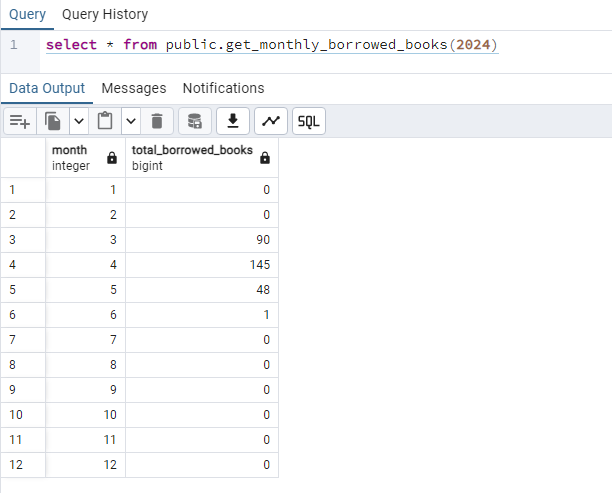 Query Query History
1 select * from public.get_monthly_borrowed_books(2024)
Data Output Messages Notifications
SQL
month total_borrowed_books
integer bigint
1 1 0
2 2 0
3 3 90
4 4 145
5 5 48
6 6 1
7 7 0
8 8 0
9 9 0
10 10 0
11 11 0
12 12 0